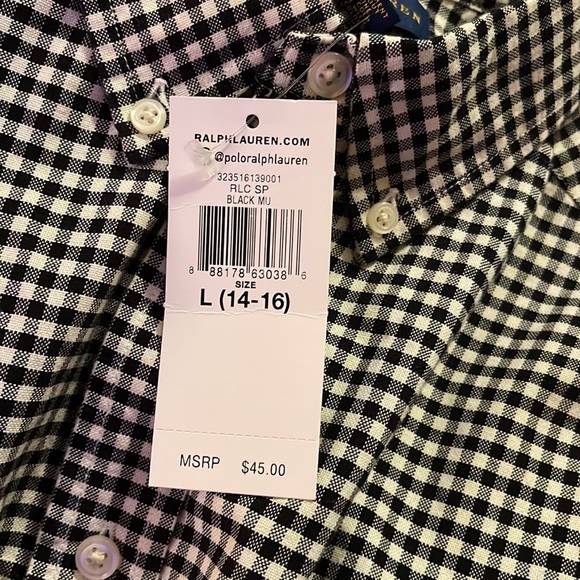 RALPHLAUREN.COM
@poloralphlauren
323516139001
RLC SP
BLACK MU
8 88178 63038 6
SIZE
L (14-16)
MSRP $45.00